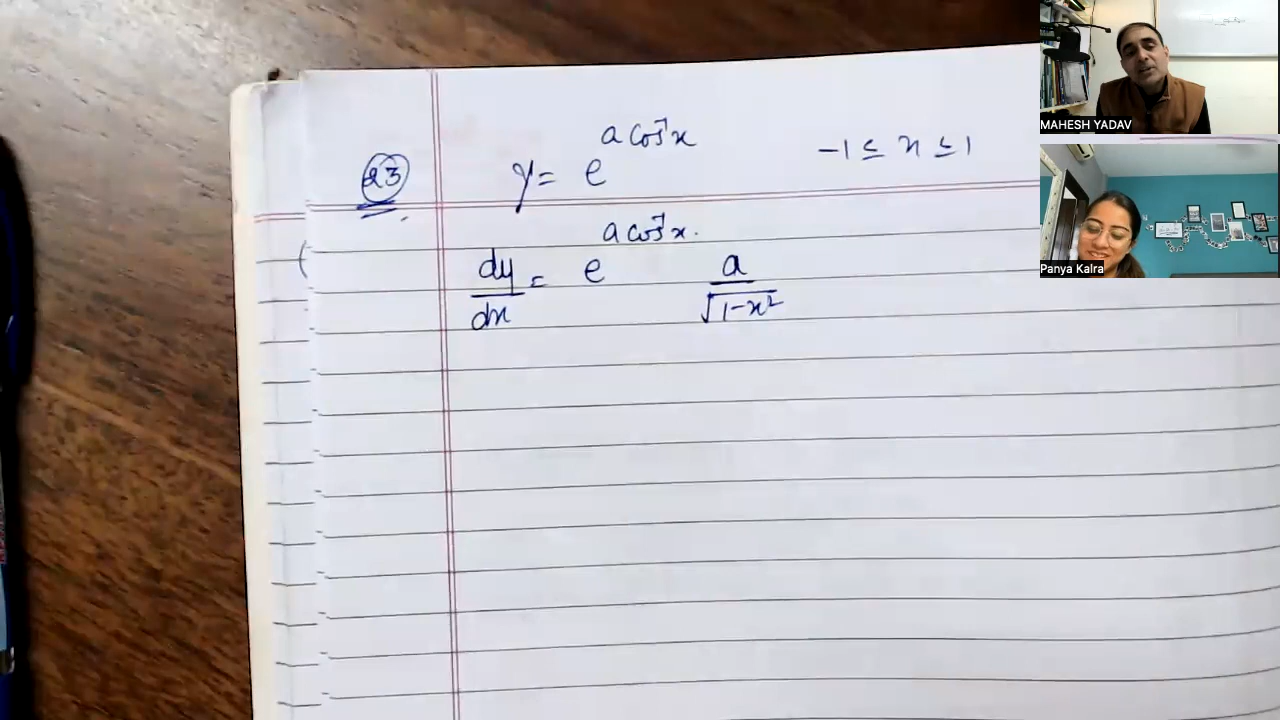 23 y = e^{a cos⁻¹x} -1 ≤ x ≤ 1
dy/dx = e^{a cos⁻¹x}. a/√(1-x²)
MAHESH YADAV
Panya Kalra